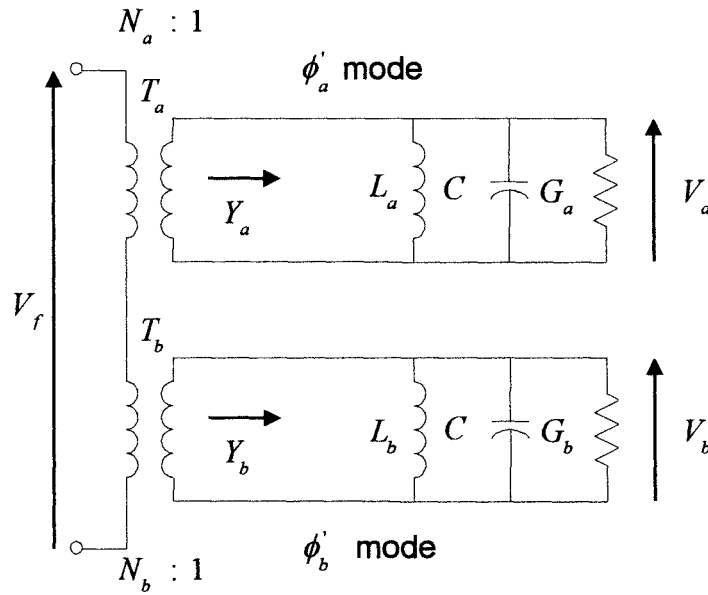 N_a : 1
ϕ'_a mode
T_a
Y_a
L_a C G_a
V_a
V_f
T_b
Y_b
L_b C G_b
V_b
N_b : 1
ϕ'_b mode